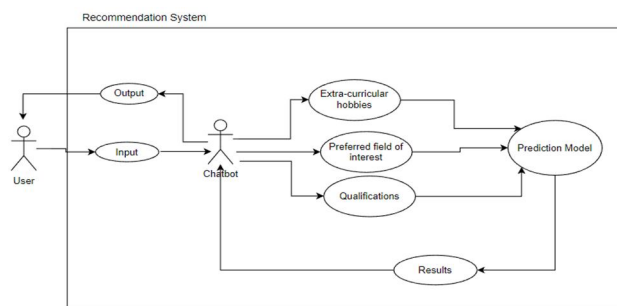 Recommendation System
Output
Extra-curricular
hobbies
Input
Preferred field of
interest
Prediction Model
User
Chatbot
Qualifications
Results